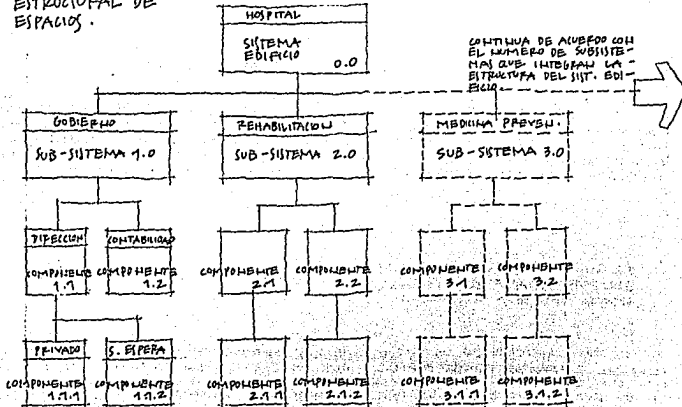 ESTRUCTURAL DE
ESPACIOS.
HOSPITAL
SISTEMA
EDIFICIO
0.0
CONTINUA DE ACUERDO CON
EL NUMERO DE SUBSISTE-
MAS QUE INTEGRAN LA
ESTRUCTURA DEL SIST. EDI-
FICIO.
GOBIERNO
SUB-SISTEMA 1.0
REHABILITACION
SUB-SISTEMA 2.0
MEDICINA PREVEN.
SUB-SISTEMA 3.0
DIRECCION
COMPONENTE
1.1
CONTABILIDAD
COMPONENTE
1.2
COMPONENTE
2.1
COMPONENTE
2.2
COMPONENTE
3.1
COMPONENTE
3.2
PRIVADO
COMPONENTE
1.1.1
S. ESPERA
COMPONENTE
1.1.2
COMPONENTE
2.1.1
COMPONENTE
2.1.2
COMPONENTE
3.1.1
COMPONENTE
3.1.2